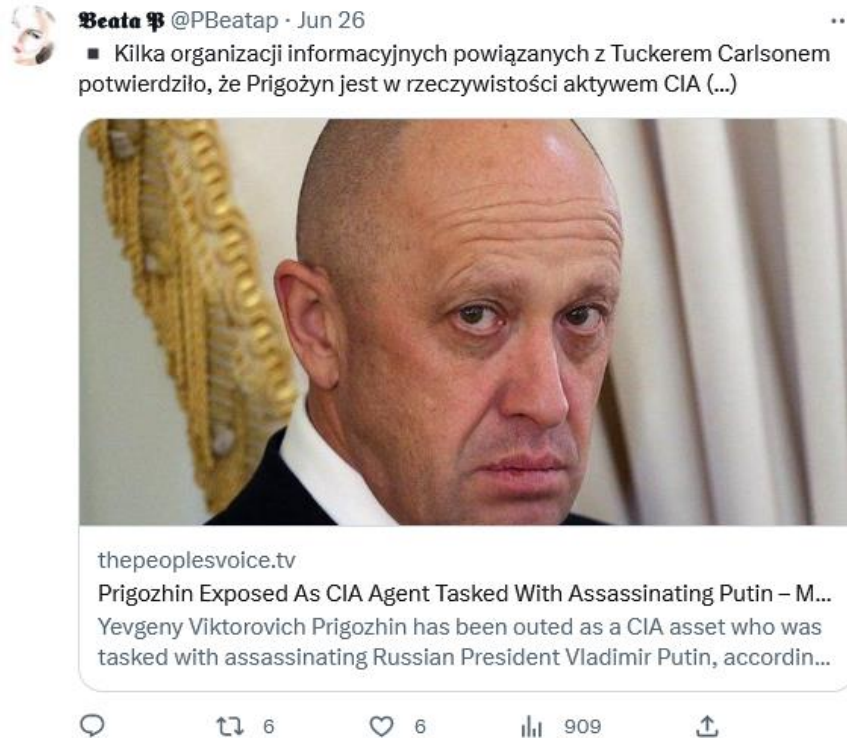 𝕭𝖊𝖆𝖙𝖆 𝕻 @PBeatap · Jun 26
▪ Kilka organizacji informacyjnych powiązanych z Tuckerem Carlsonem
potwierdziło, że Prigożyn jest w rzeczywistości aktywem CIA (...)
thepeoplesvoice.tv
Prigozhin Exposed As CIA Agent Tasked With Assassinating Putin – M...
Yevgeny Viktorovich Prigozhin has been outed as a CIA asset who was
tasked with assassinating Russian President Vladimir Putin, accordin...
6 6 909